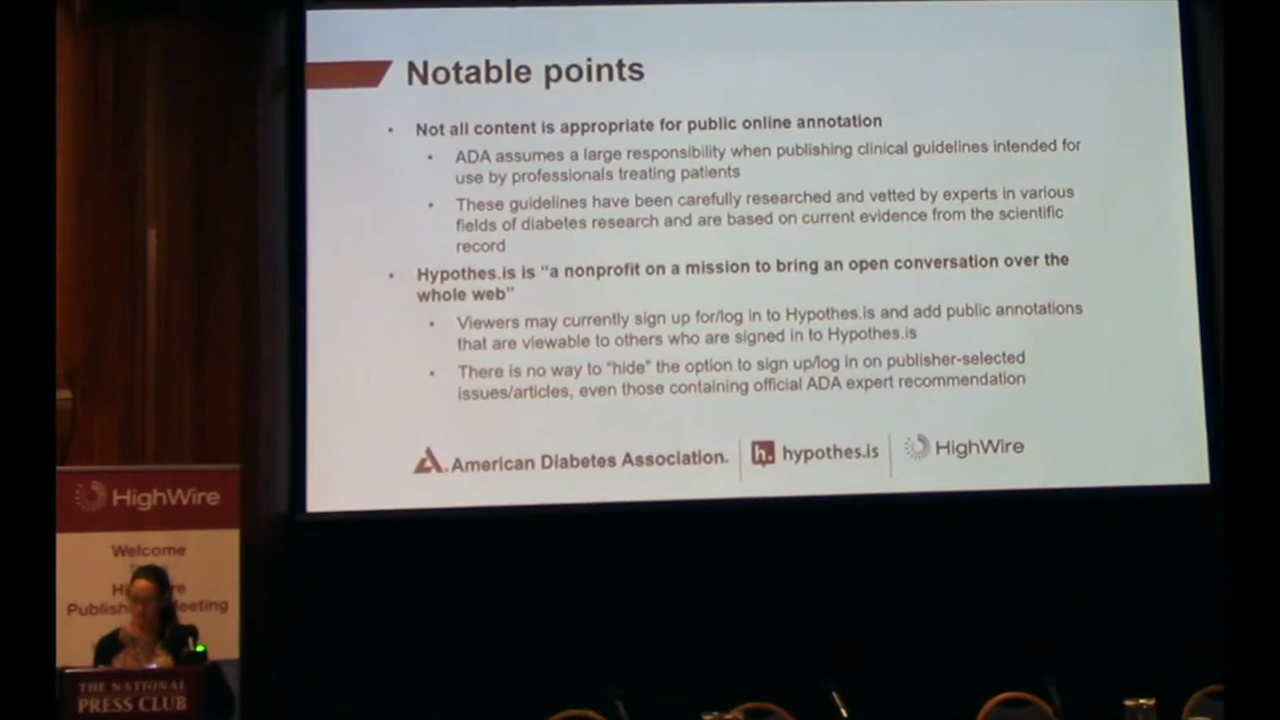 Notable points
• Not all content is appropriate for public online annotation
• ADA assumes a large responsibility when publishing clinical guidelines intended for
use by professionals treating patients
• These guidelines have been carefully researched and vetted by experts in various
fields of diabetes research and are based on current evidence from the scientific
record
• Hypothes.is is “a nonprofit on a mission to bring an open conversation over the
whole web”
• Viewers may currently sign up for/log in to Hypothes.is and add public annotations
that are viewable to others who are signed in to Hypothes.is
• There is no way to “hide” the option to sign up/log in on publisher-selected
issues/articles, even those containing official ADA expert recommendation
American Diabetes Association.
h. hypothes.is
HighWire
HighWire
Welcome
THE NATIONAL
PRESS CLUB